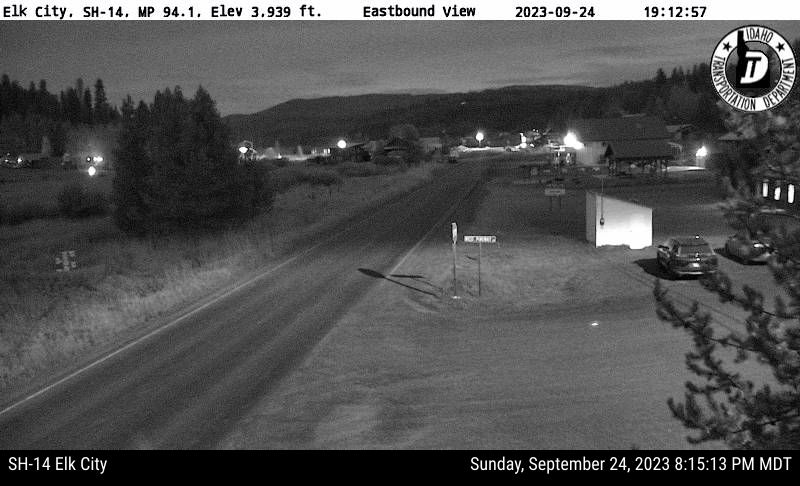 Elk City, SH-14, MP 94.1, Elev 3,939 ft. Eastbound View 2023-09-24 19:12:57
IDAHO
TRANSPORTATION DEPARTMENT
SH-14 Elk City Sunday, September 24, 2023 8:15:13 PM MDT